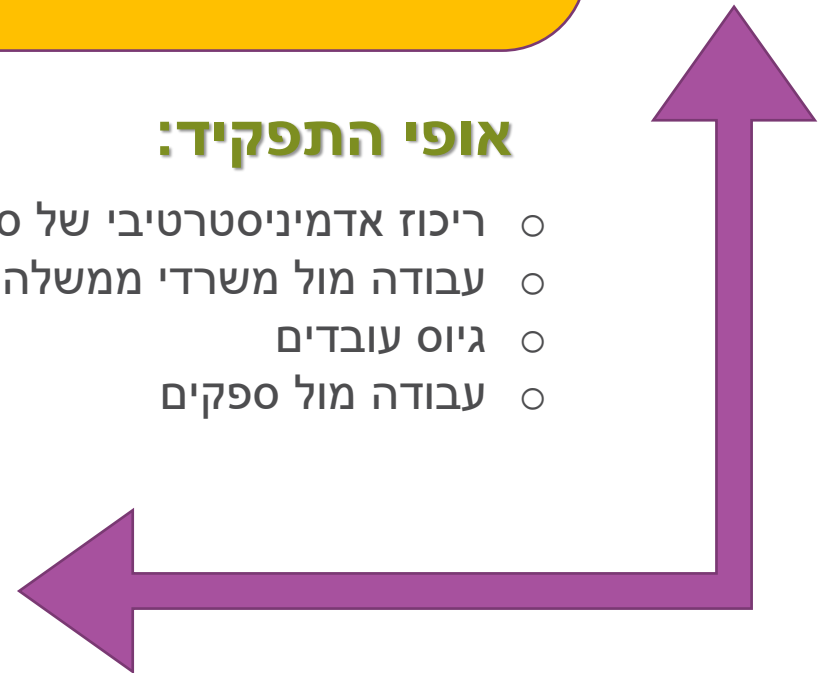 אופי התפקיד:
ריכוז אדמיניסטרטיבי של
עבודה מול משרדי ממשלה
גיוס עובדים
עבודה מול ספקים